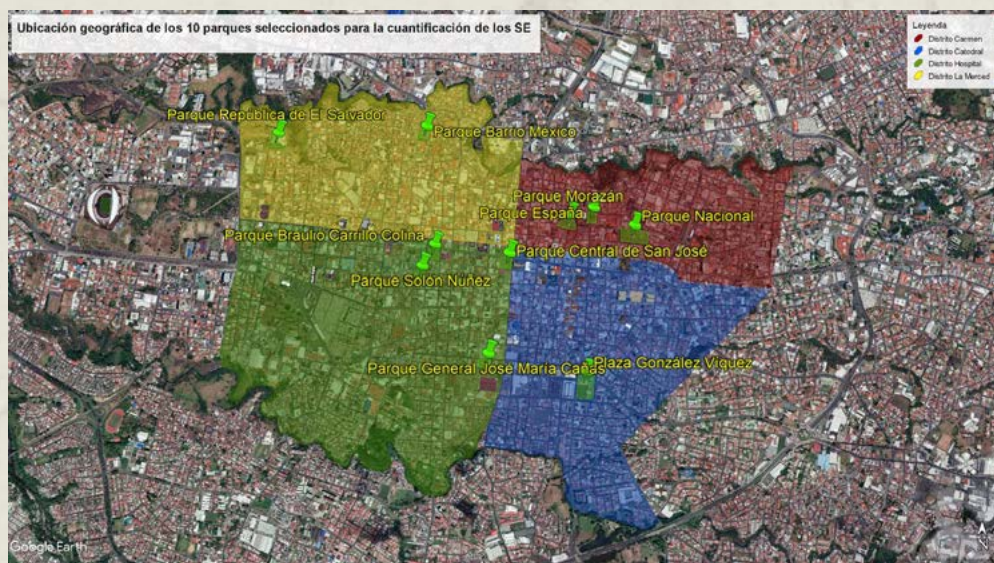 Ubicación geográfica de los 10 parques seleccionados para la cuantificación de los SE
Leyenda
Distrito Carmen
Distrito Catedral
Distrito Hospital
Distrito La Merced
Parque República de El Salvador
Parque Barrio México
Parque Morazán
Parque España
Parque Nacional
Parque Braulio Carrillo Colina
Parque Central de San José
Parque Solón Núñez
Parque General José María Cañas
Plaza González Víquez
Google Earth